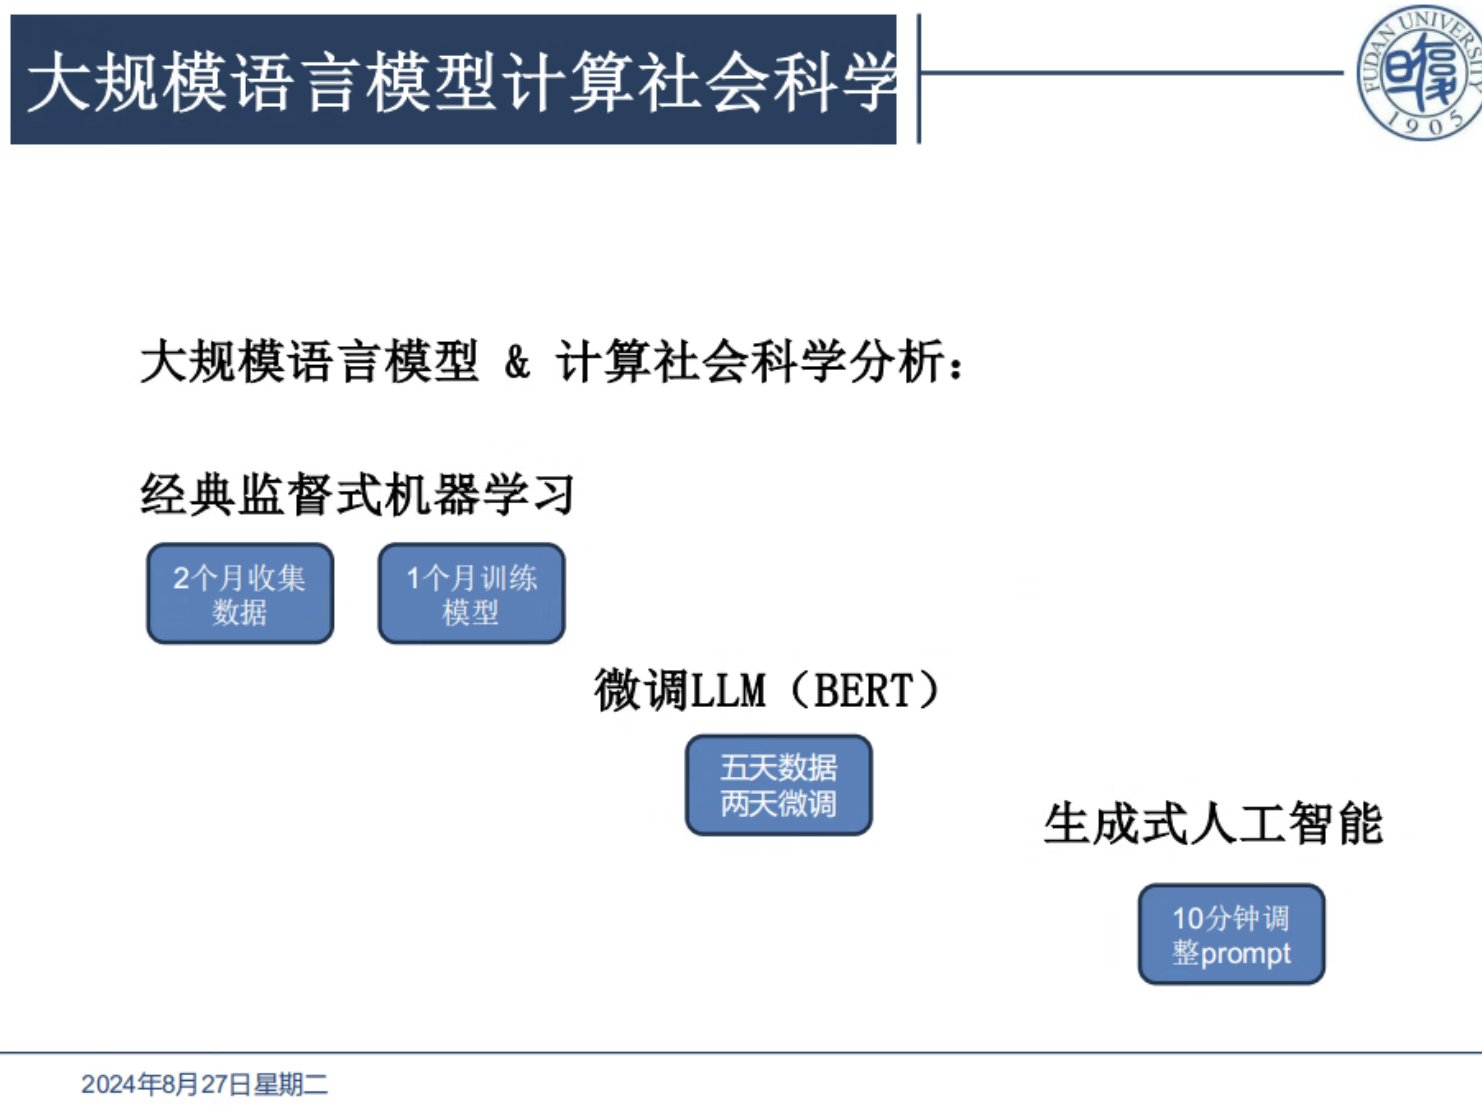 大规模语言模型计算社会科学
FUDAN UNIVERSITY
1905
大规模语言模型 & 计算社会科学分析：
经典监督式机器学习
2个月收集
数据
1个月训练
模型
微调LLM（BERT）
五天数据
两天微调
生成式人工智能
10分钟调
整prompt
2024年8月27日星期二